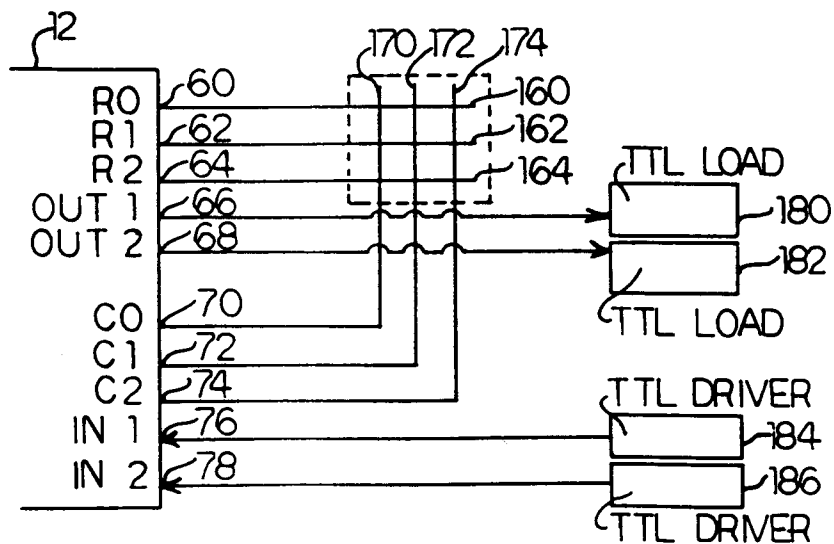 12
170 172 174
R0 60 160
R1 62 162
R2 64 164
OUT 1 66
OUT 2 68
TTL LOAD
180
182
TTL LOAD
C0 70
C1 72
C2 74
IN 1 76
IN 2 78
TTL DRIVER
184
186
TTL DRIVER